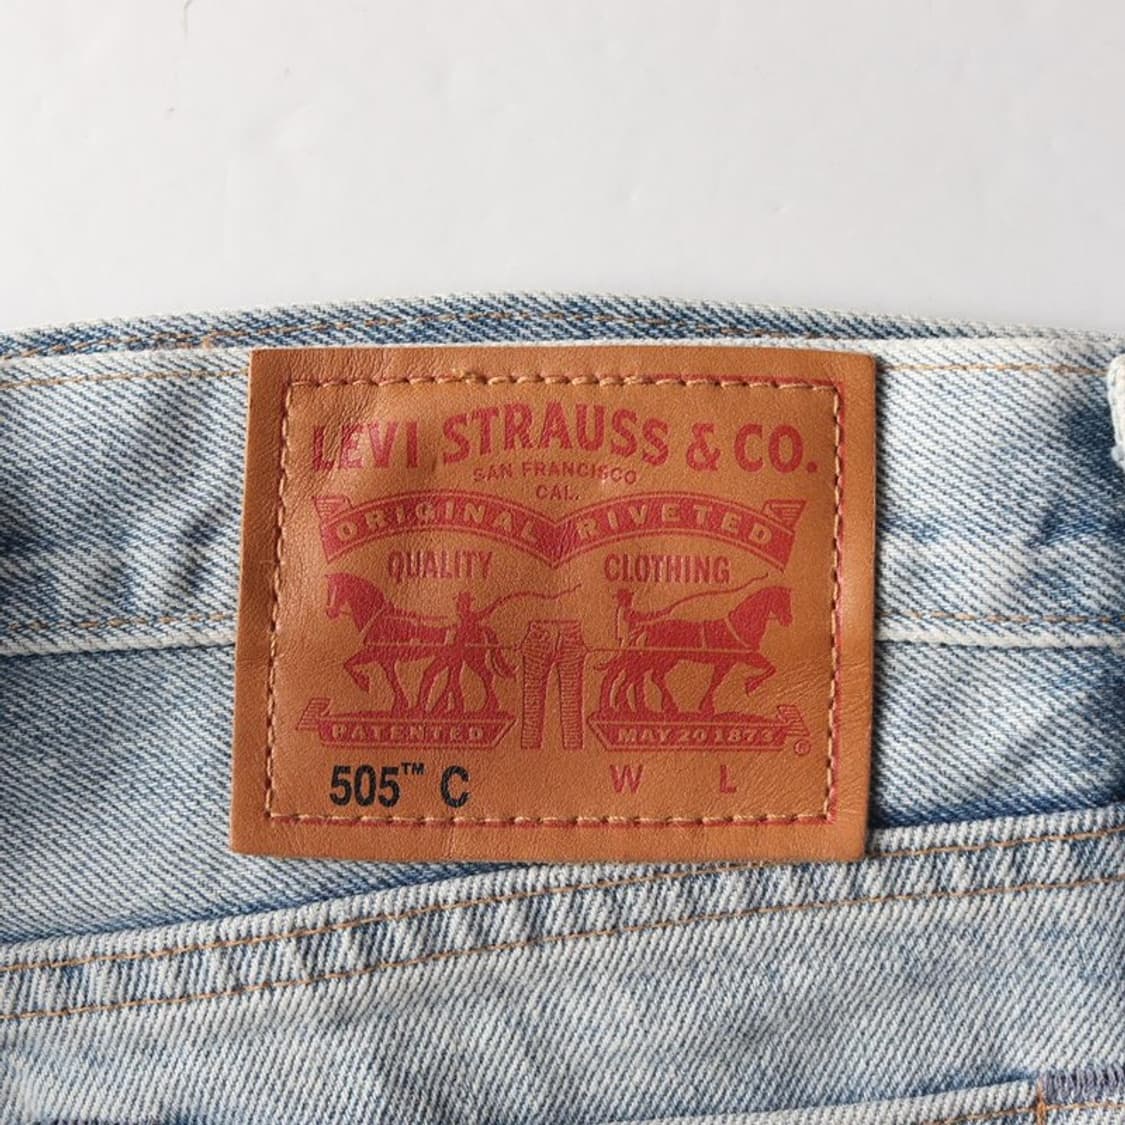 LEVI STRAUSS & CO.
SAN FRANCISCO
CAL.
ORIGINAL RIVETED
QUALITY CLOTHING
PATENTED MAY 20 1873 ®
505™ C W L